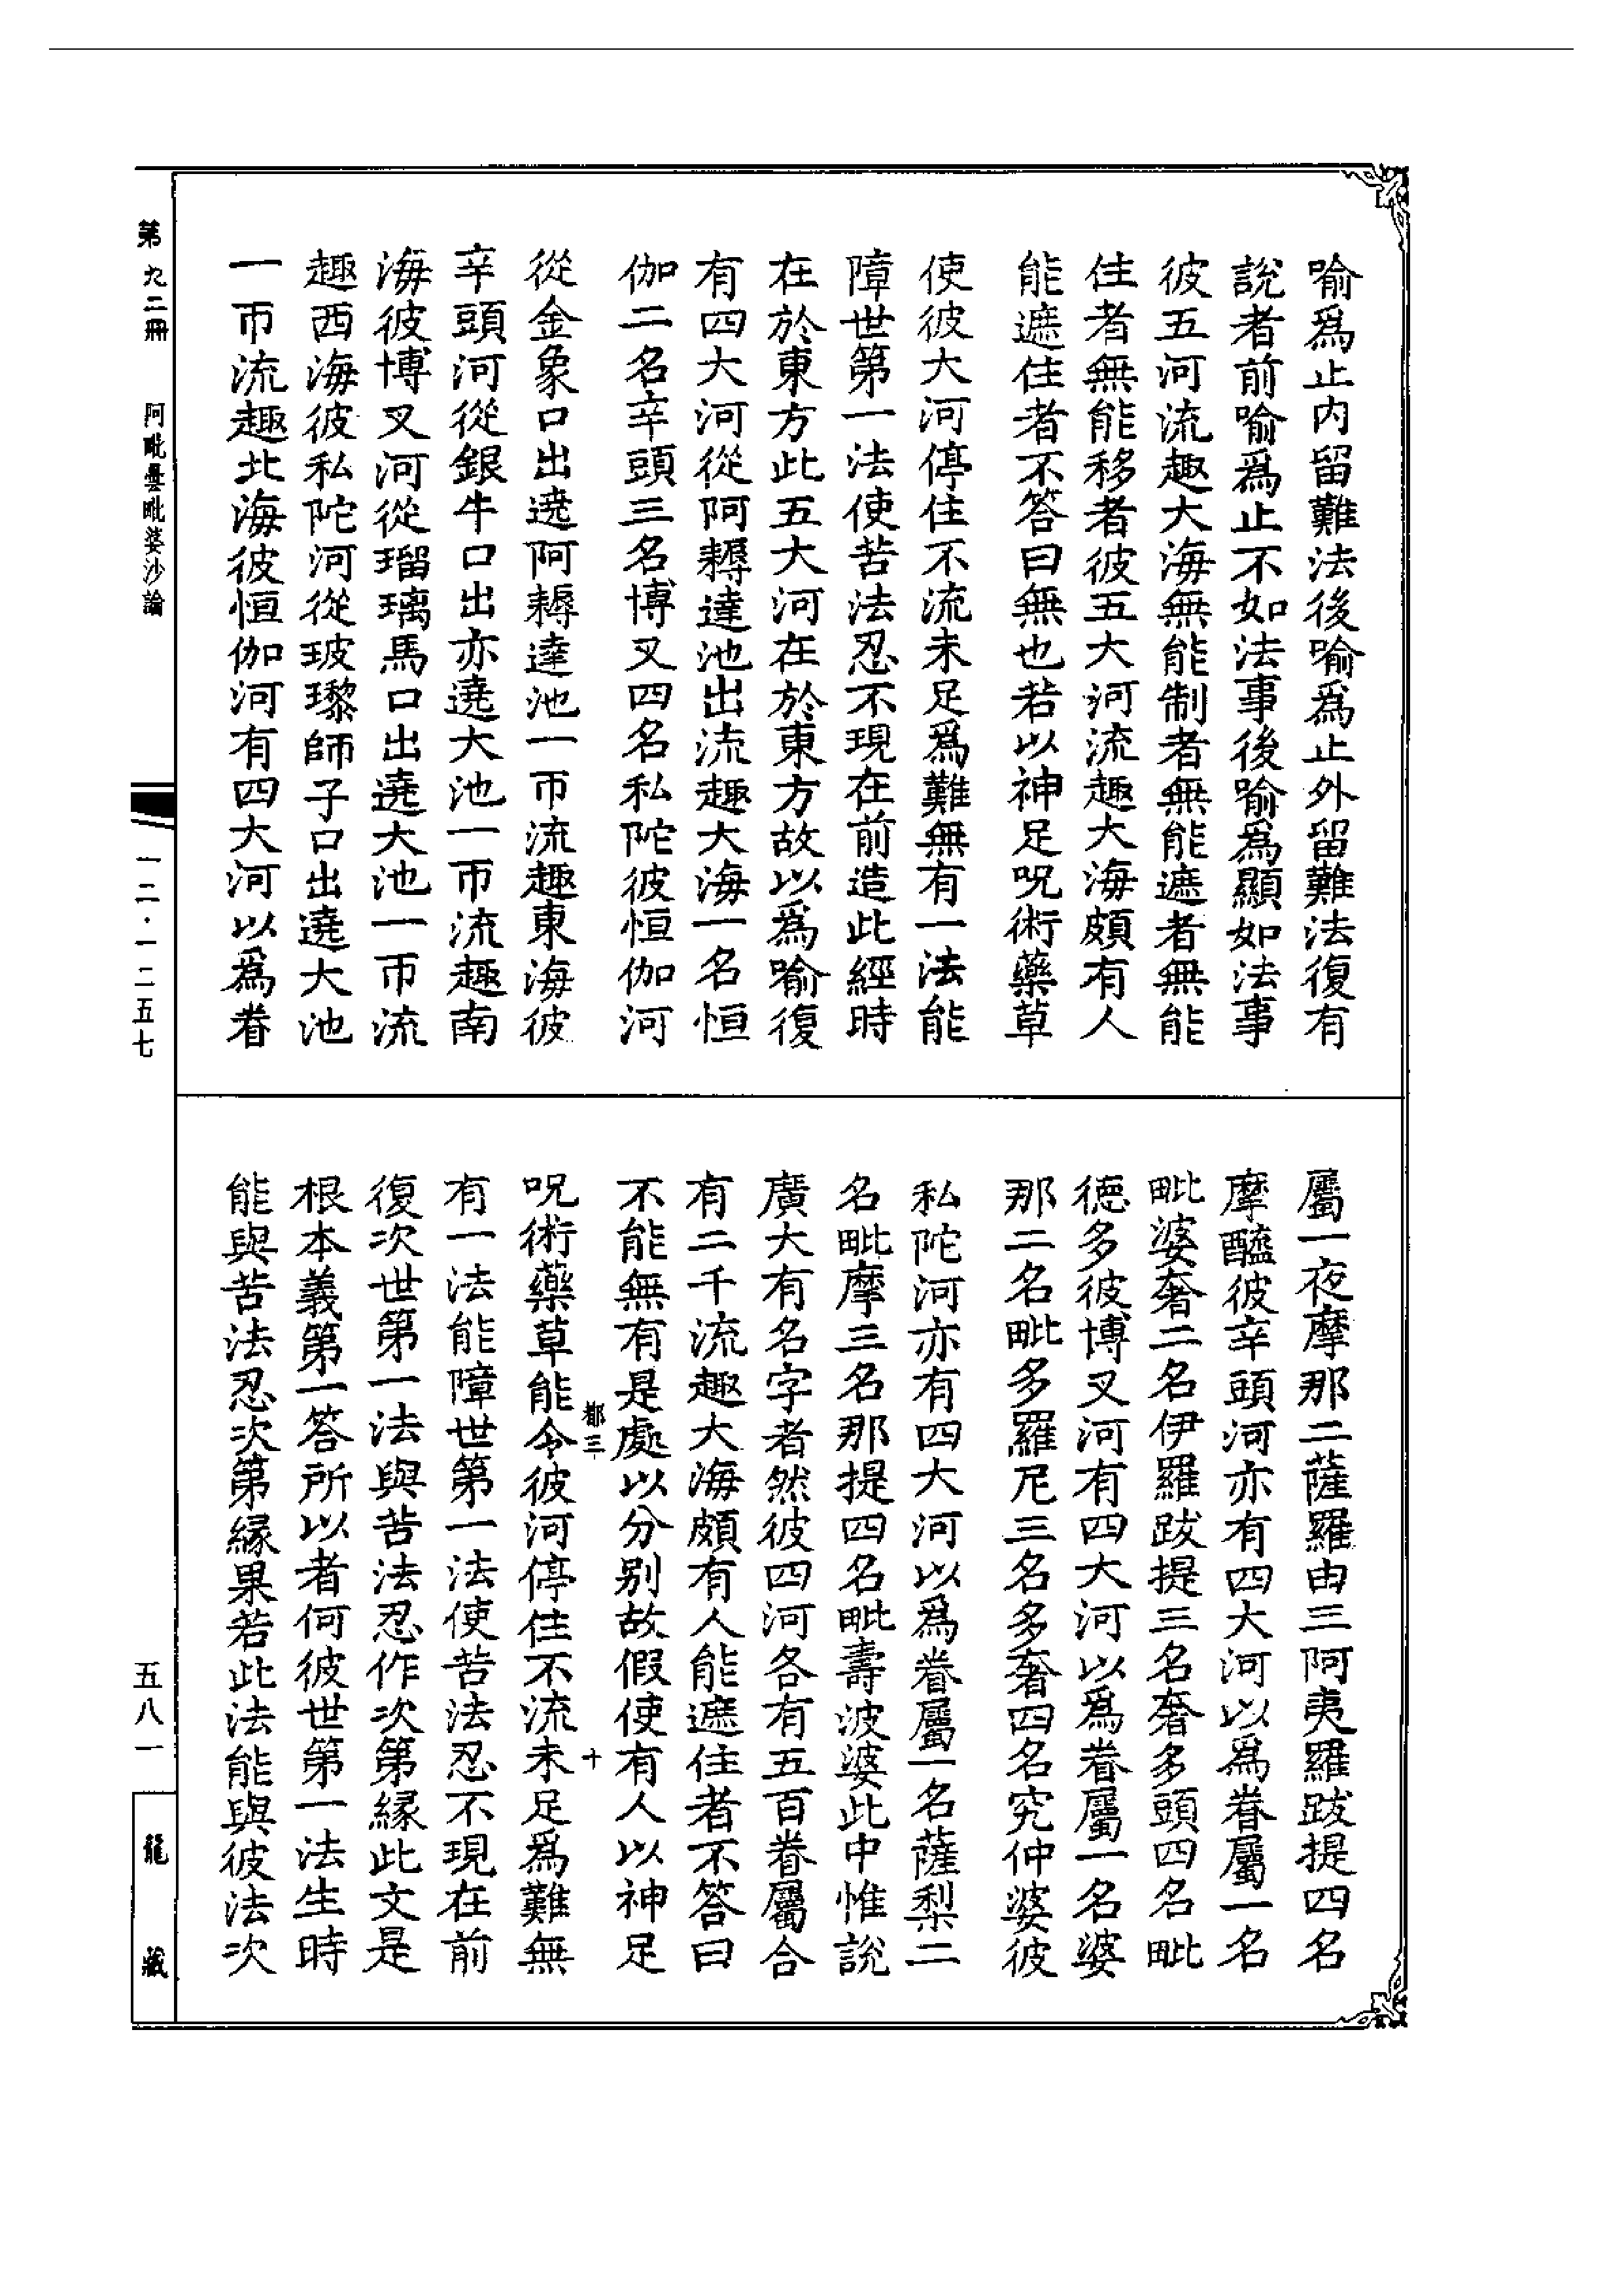 喻爲止内留難法後喻爲止外留難法復有
說者前喻爲止不如法事後喻爲顯如法事
彼五河流趣大海無能制者無能遮者無能
住者無能移者彼五大河流趣大海頗有人
能遮住者不答曰無也若以神足呪術藥草
使彼大河停住不流未足爲難無有一法能
障世第一法使苦法忍不現在前造此經時
在於東方此五大河在於東方故以爲喻復
有四大河從阿耨達池出流趣大海一名恒
伽二名辛頭三名博叉四名私陀彼恒伽河
從金象口出遶阿耨達池一帀流趣東海彼
辛頭河從銀牛口出亦遶大池一帀流趣南
海彼博叉河從瑠璃馬口出遶大池一帀流
趣西海彼私陀河從玻瓈師子口出遶大池
一帀流趣北海彼恒伽河有四大河以爲眷
屬一夜摩那二薩羅由三阿夷羅跋提四名
摩醯彼辛頭河亦有四大河以爲眷屬一名
毗婆奢二名伊羅跋提三名奢多頭四名毗
德多彼博叉河有四大河以爲眷屬一名婆
那二名毗多羅尼三名多奢四名究仲婆彼
私陀河亦有四大河以爲眷屬一名薩梨二
名毗摩三名那提四名毗壽波婆此中惟說
廣大有名字者然彼四河各有五百眷屬合
有二千流趣大海頗有人能遮住者不答曰
不能無有是處以分別故假使有人以神足
都三 十
呪術藥草能令彼河停住不流未足爲難無
有一法能障世第一法使苦法忍不現在前
復次世第一法與苦法忍作次第緣此文是
根本義第一答所以者何彼世第一法生時
能與苦法忍次第緣果若此法能與彼法次
第九二冊 阿毗曇毗婆沙論
一二·一二五七
五八一
龍藏